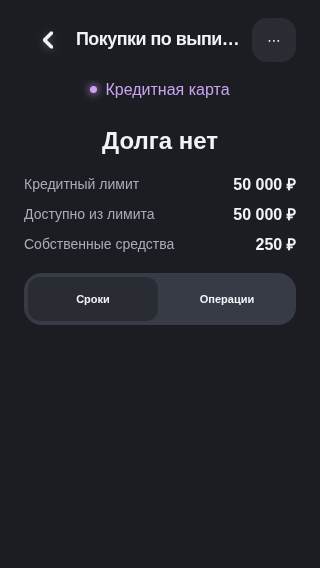 Покупки по выпи…
...
Кредитная карта
Долга нет
Кредитный лимит 50 000 ₽
Доступно из лимита 50 000 ₽
Собственные средства 250 ₽
Сроки Операции